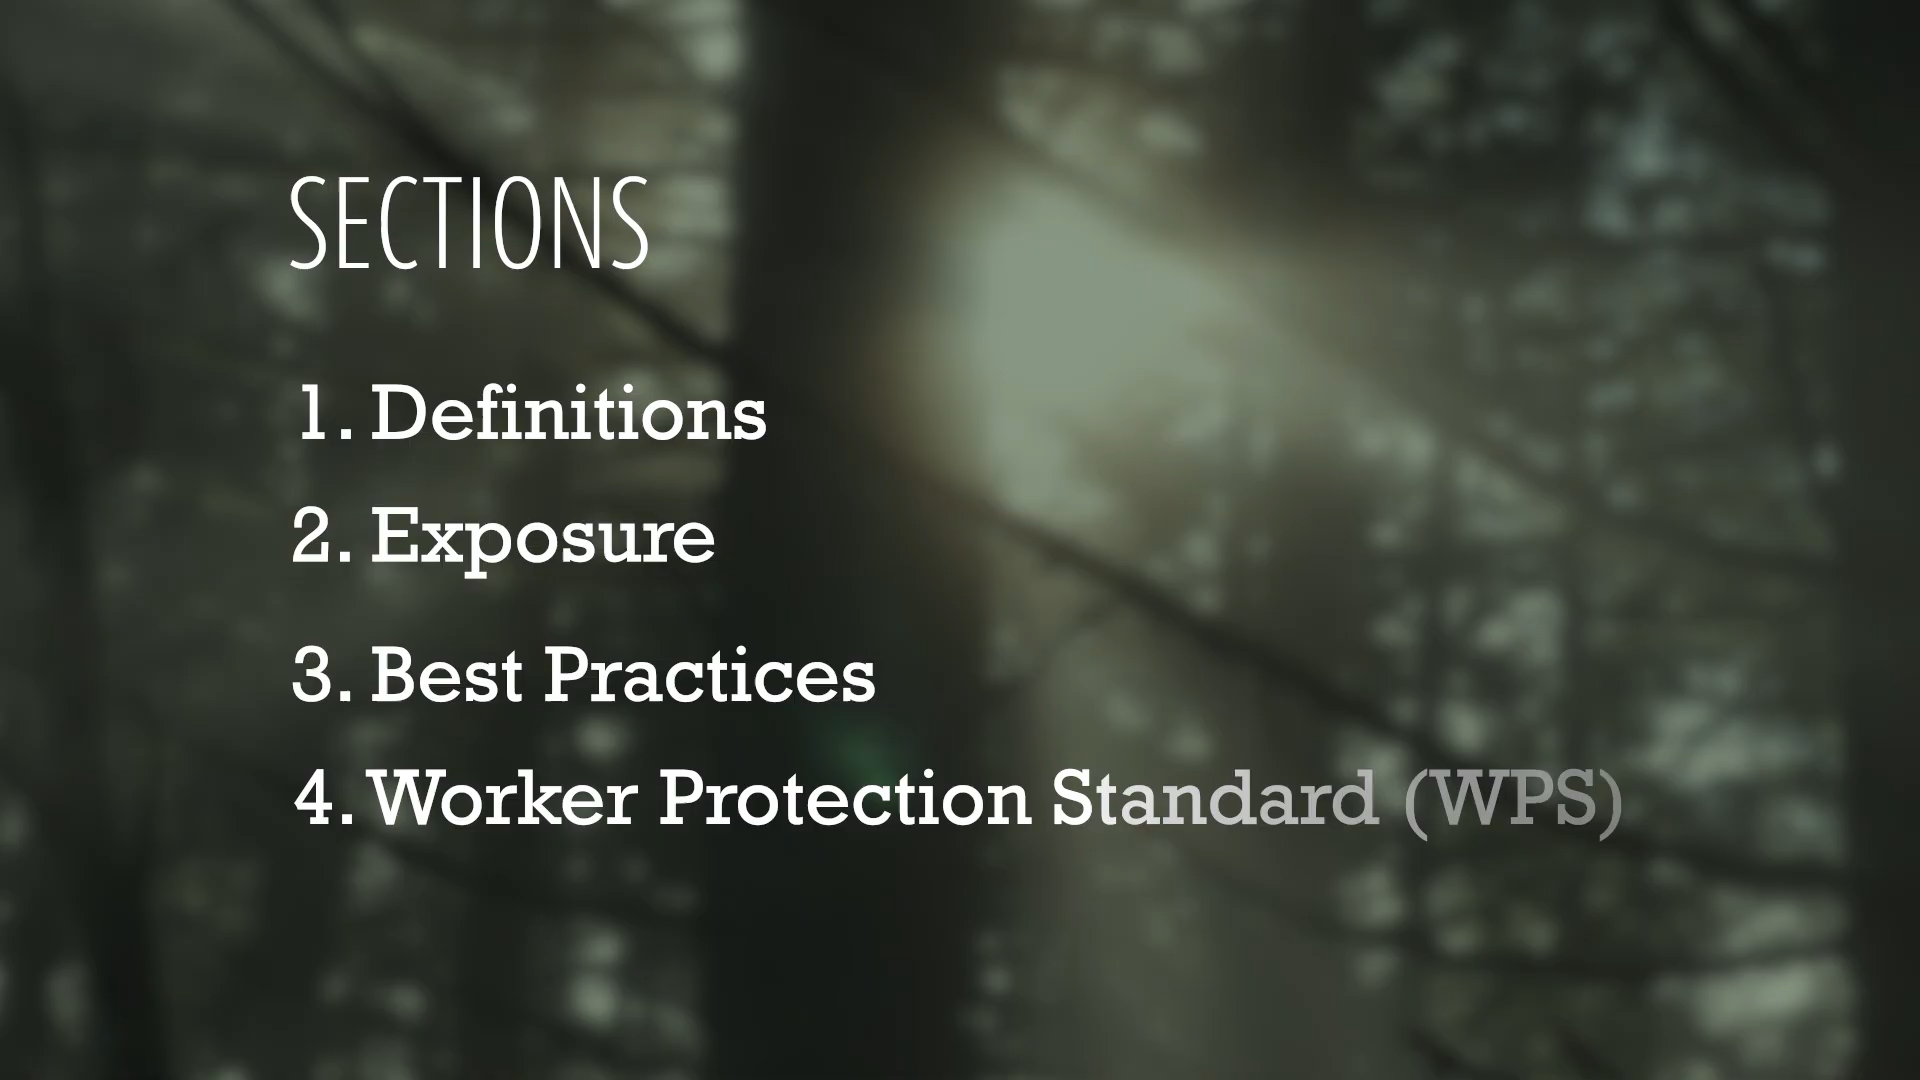 SECTIONS
1. Definitions
2. Exposure
3. Best Practices
4. Worker Protection Standard (WPS)